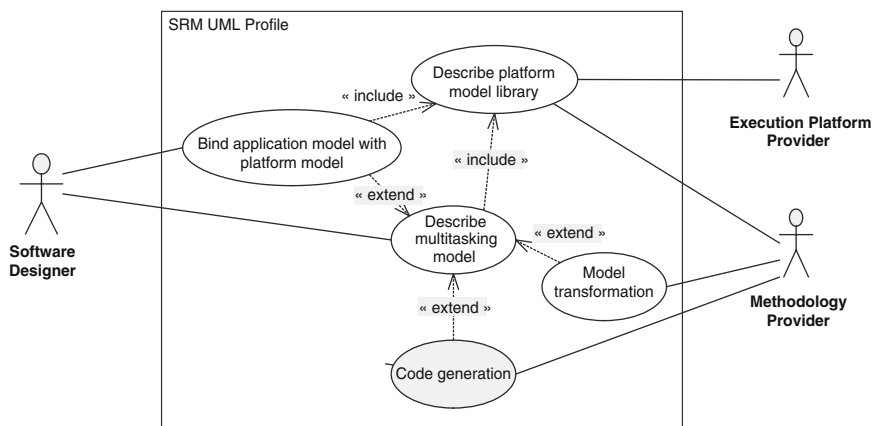 SRM UML Profile
Describe platform
model library
« include »
Bind application model with
platform model
« include »
« extend »
Describe
multitasking
model
« extend »
Model
transformation
« extend »
Code generation
Software
Designer
Execution Platform
Provider
Methodology
Provider